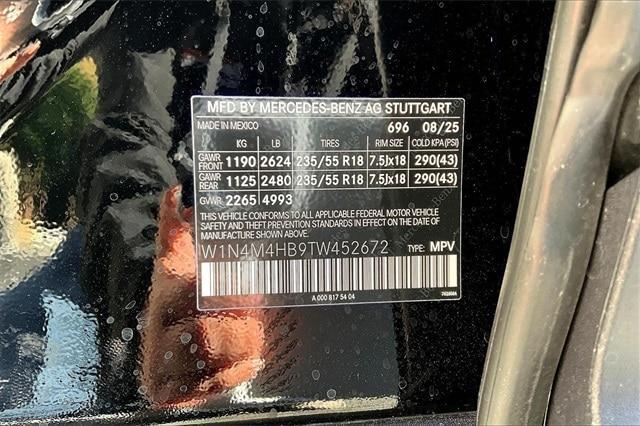 MFD BY MERCEDES-BENZ AG STUTTGART
MADE IN MEXICO 696 08/25
KG LB TIRES RIM SIZE COLD KPA(PSI)
GAWR FRONT 1190 2624 235/55 R18 7.5Jx18 290(43)
GAWR REAR 1125 2480 235/55 R18 7.5Jx18 290(43)
GVWR 2265 4993
THIS VEHICLE CONFORMS TO ALL APPLICABLE FEDERAL MOTOR VEHICLE
SAFETY AND THEFT PREVENTION STANDARDS IN EFFECT ON THE DATE OF
MANUFACTURE SHOWN ABOVE.
W1N4M4HB9TW452672 TYPE: MPV
A 000 817 54 04